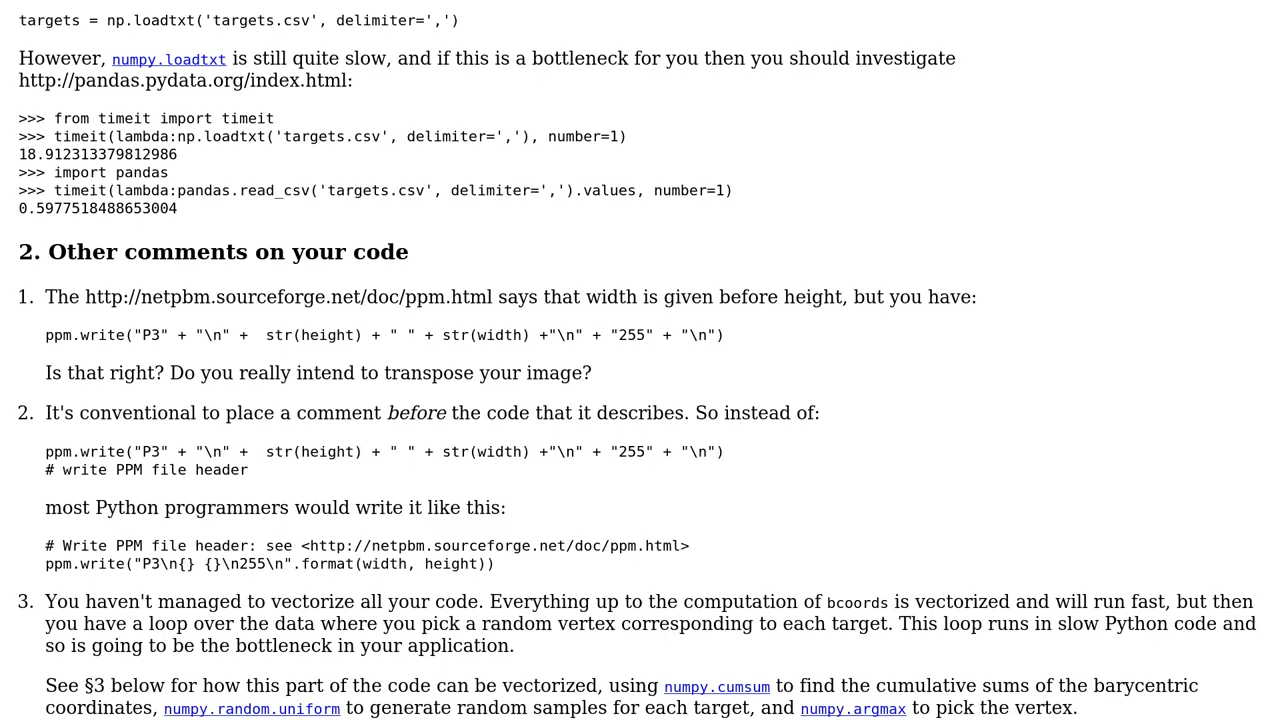 targets = np.loadtxt('targets.csv', delimiter=',')
However, numpy.loadtxt is still quite slow, and if this is a bottleneck for you then you should investigate
http://pandas.pydata.org/index.html:
>>> from timeit import timeit
>>> timeit(lambda:np.loadtxt('targets.csv', delimiter=','), number=1)
18.912313379812986
>>> import pandas
>>> timeit(lambda:pandas.read_csv('targets.csv', delimiter=',').values, number=1)
0.5977518488653004
2. Other comments on your code
1. The http://netpbm.sourceforge.net/doc/ppm.html says that width is given before height, but you have:
ppm.write("P3" + "\n" +  str(height) + " " + str(width) +"\n" + "255" + "\n")
Is that right? Do you really intend to transpose your image?
2. It's conventional to place a comment before the code that it describes. So instead of:
ppm.write("P3" + "\n" +  str(height) + " " + str(width) +"\n" + "255" + "\n")
# write PPM file header
most Python programmers would write it like this:
# Write PPM file header: see <http://netpbm.sourceforge.net/doc/ppm.html>
ppm.write("P3\n{} {}\n255\n".format(width, height))
3. You haven't managed to vectorize all your code. Everything up to the computation of bcoords is vectorized and will run fast, but then
you have a loop over the data where you pick a random vertex corresponding to each target. This loop runs in slow Python code and
so is going to be the bottleneck in your application.
See §3 below for how this part of the code can be vectorized, using numpy.cumsum to find the cumulative sums of the barycentric
coordinates, numpy.random.uniform to generate random samples for each target, and numpy.argmax to pick the vertex.